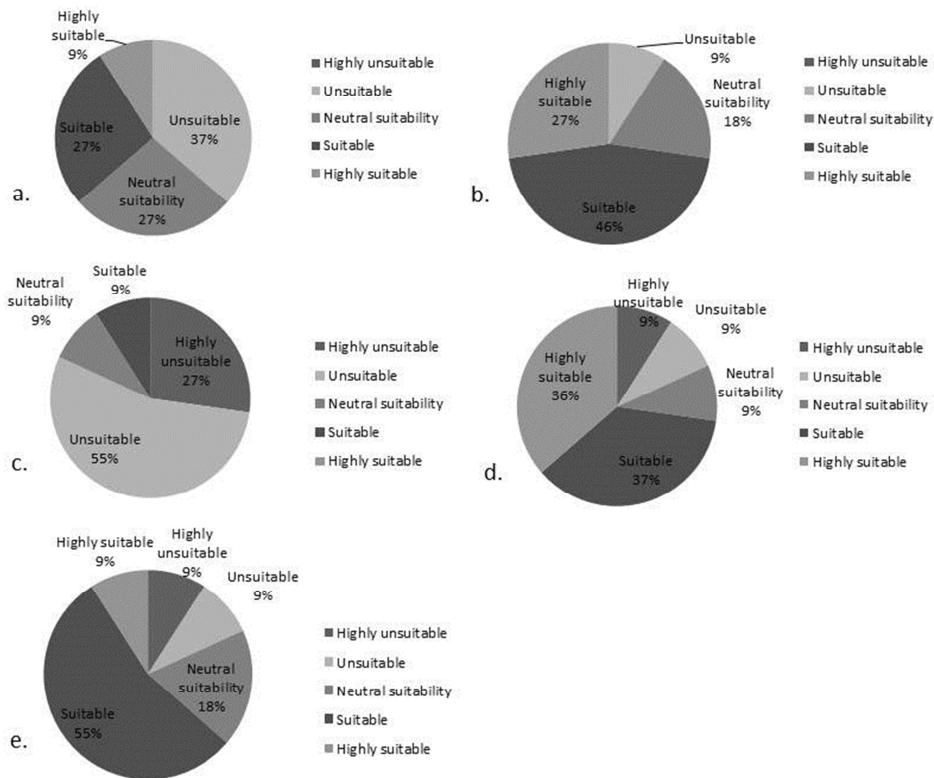 Highly
suitable
9%
Unsuitable
37%
Suitable
27%
Neutral
suitability
27%
Highly unsuitable
Unsuitable
Neutral suitability
Suitable
Highly suitable
a.
Unsuitable
9%
Neutral
suitability
18%
Highly
suitable
27%
Suitable
46%
Highly unsuitable
Unsuitable
Neutral suitability
Suitable
Highly suitable
b.
Suitable
9%
Neutral
suitability
9%
Highly
unsuitable
27%
Unsuitable
55%
Highly unsuitable
Unsuitable
Neutral suitability
Suitable
Highly suitable
c.
Highly
unsuitable
9%
Unsuitable
9%
Neutral
suitability
9%
Highly
suitable
36%
Suitable
37%
Highly unsuitable
Unsuitable
Neutral suitability
Suitable
Highly suitable
d.
Highly suitable
9%
Highly
unsuitable
9%
Unsuitable
9%
Neutral
suitability
18%
Suitable
55%
Highly unsuitable
Unsuitable
Neutral suitability
Suitable
Highly suitable
e.